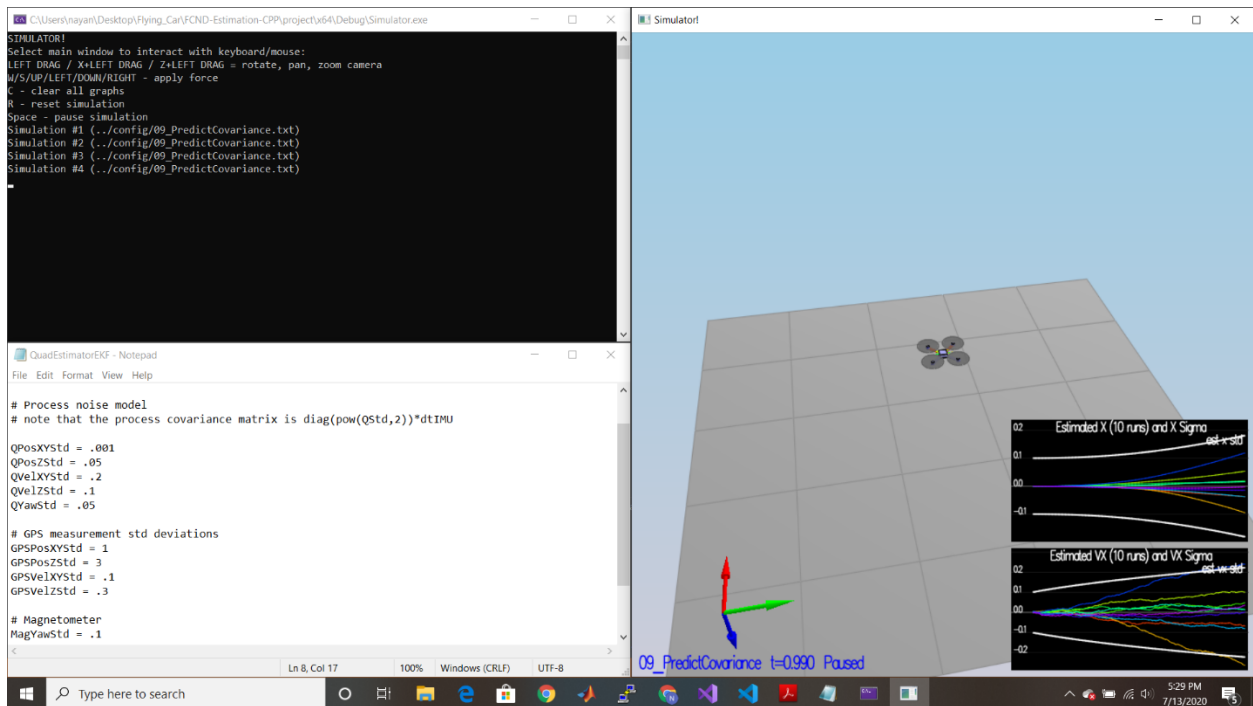 C:\Users\nayan\Desktop\Flying_Car\FCND-Estimation-CPP\project\x64\Debug\Simulator.exe
SIMULATOR!
Select main window to interact with keyboard/mouse:
LEFT DRAG / X+LEFT DRAG / Z+LEFT DRAG = rotate, pan, zoom camera
W/S/UP/LEFT/DOWN/RIGHT - apply force
C - clear all graphs
R - reset simulation
Space - pause simulation
Simulation #1 (../config/09_PredictCovariance.txt)
Simulation #2 (../config/09_PredictCovariance.txt)
Simulation #3 (../config/09_PredictCovariance.txt)
Simulation #4 (../config/09_PredictCovariance.txt)
QuadEstimatorEKF - Notepad
File Edit Format View Help
# Process noise model
# note that the process covariance matrix is diag(pow(QStd,2))*dtIMU
QPosXYStd = .001
QPosZStd = .05
QVelXYStd = .2
QVelZStd = .1
QYawStd = .05
# GPS measurement std deviations
GPSPosXYStd = 1
GPSPosZStd = 3
GPSVelXYStd = .1
GPSVelZStd = .3
# Magnetometer
MagYawStd = .1
Ln 8, Col 17 100% Windows (CRLF) UTF-8
Simulator!
Estimated X (10 runs) and X Sigma
est x std
0.2
0.1
0.0
-0.1
Estimated VX (10 runs) and VX Sigma
est vx std
0.2
0.1
0.0
-0.1
-0.2
09_PredictCovariance t=0.990 Paused
Type here to search
5:29 PM
7/13/2020
5